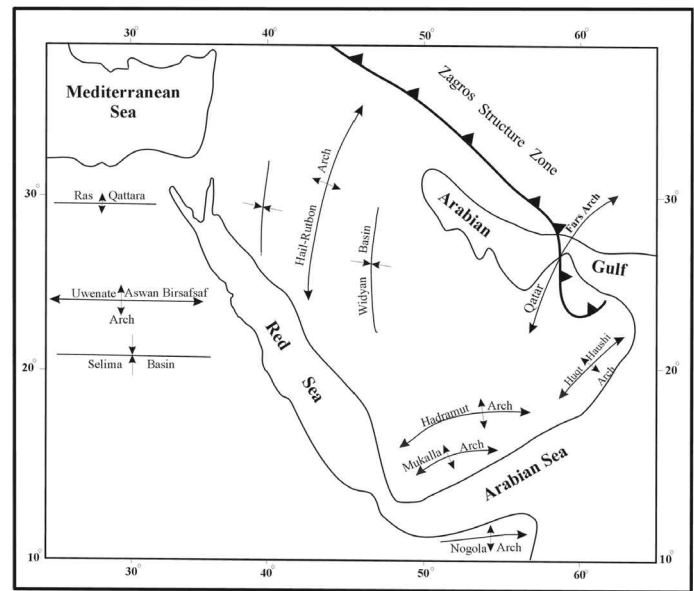 30° 40° 50° 60°
Mediterranean
Sea
Zagros Structure Zone
30°
Ras Qattara
Hail-Rutbon Arch
Widyan Basin
Arabian
Gulf
Fars Arch
Qatar
30°
Uwenate Aswan Birsafsaf
Arch
Selima Basin
Red
Sea
20°
20°
Huqt Haushi
Arch
Hadramut Arch
Mukalla Arch
Arabian Sea
Nogola Arch
10°
10°
30° 40° 50° 60°